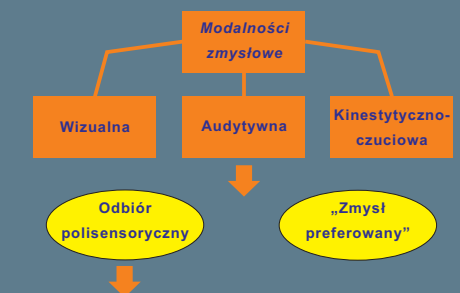 Modalności
zmysłowe
Wizualna
Audytywna
Kinestytyczno-
czuciowa
Odbiór
polisensoryczny
„Zmysł
preferowany”